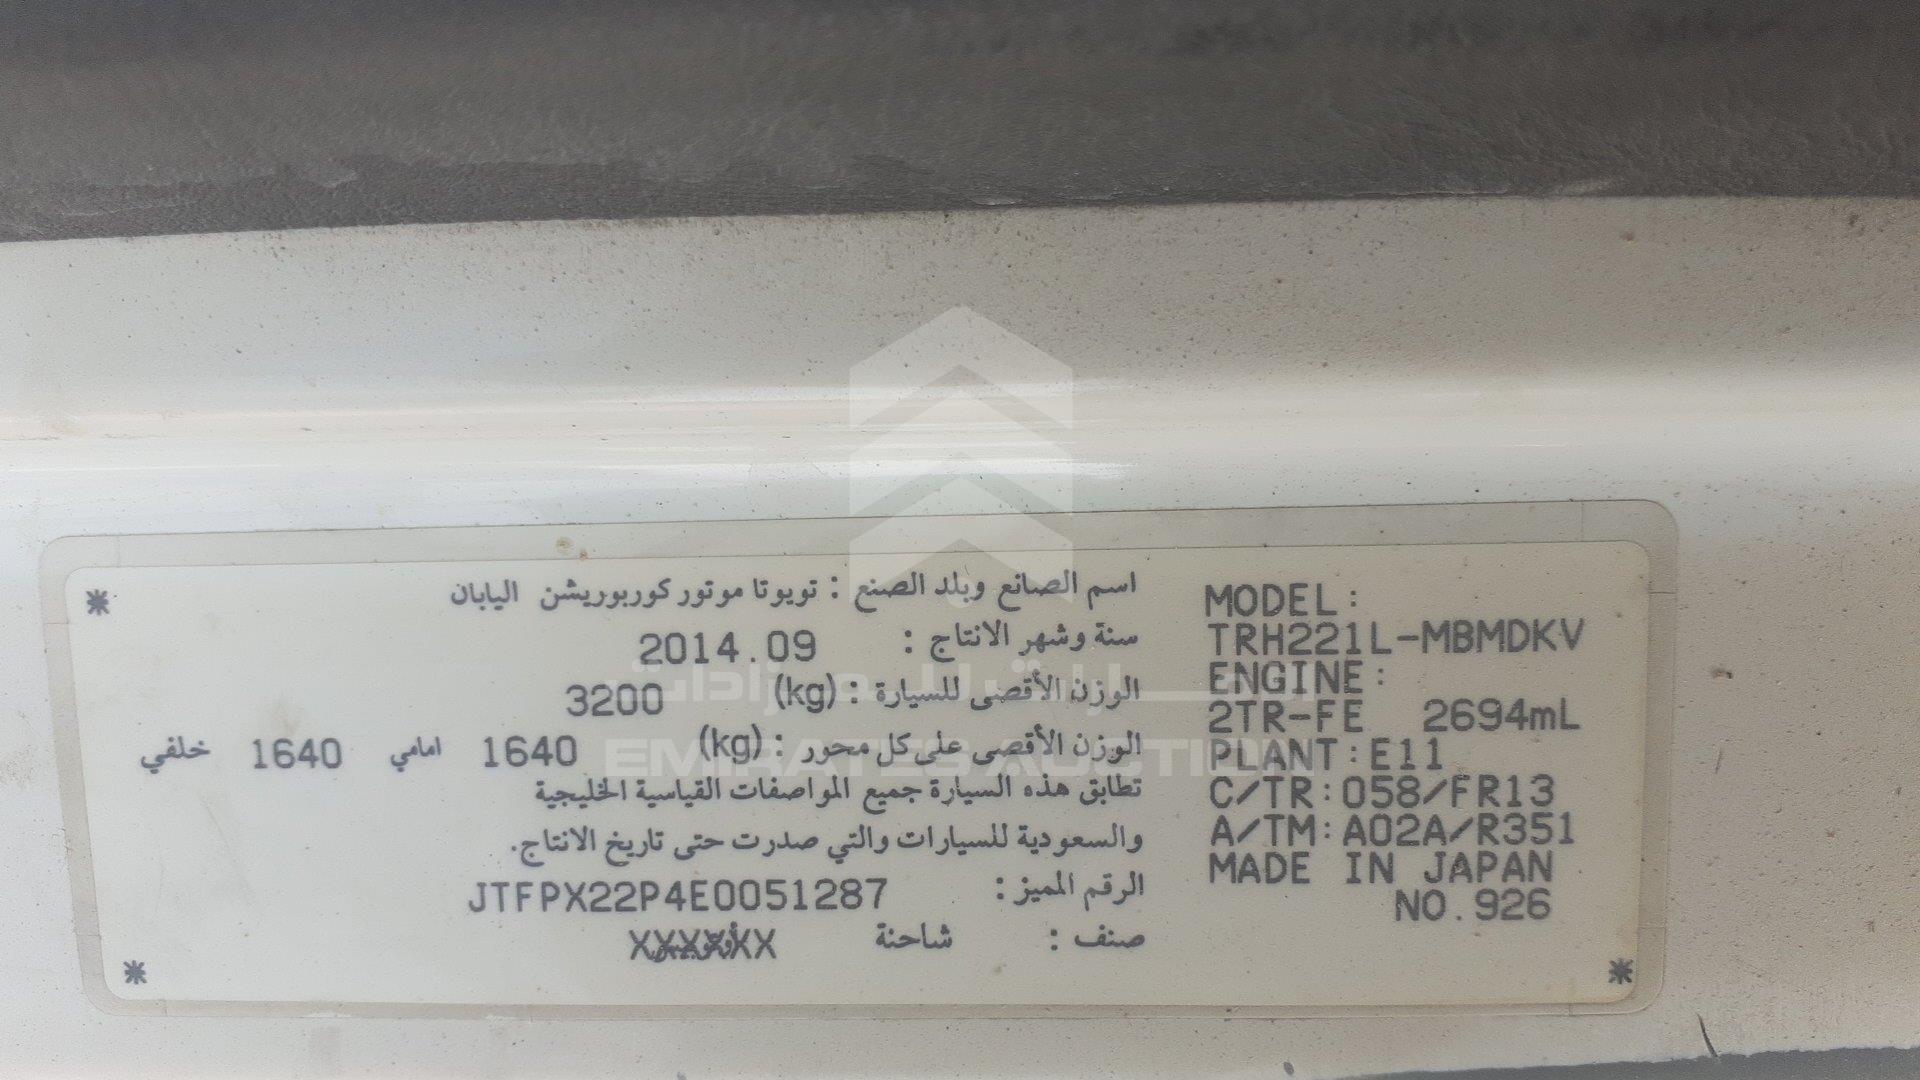 اسم الصانع وبلد الصنع : تويوتا موتور كوربوريشن اليابان
سنة وشهر الانتاج : 2014.09
الوزن الأقصى للسيارة : (kg) 3200
الوزن الأقصى على كل محور : (kg) 1640 امامي 1640 خلفي
تطابق هذه السيارة جميع المواصفات القياسية الخليجية
والسعودية للسيارات والتي صدرت حتى تاريخ الانتاج.
الرقم المميز : JTFPX22P4E0051287
صنف : شاحنة XXXXXX
MODEL:
TRH221L-MBMDKV
ENGINE:
2TR-FE 2694mL
PLANT:E11
C/TR:058/FR13
A/TM:A02A/R351
MADE IN JAPAN
NO.926
الإمارات للمزادات
EMIRATES AUCTION